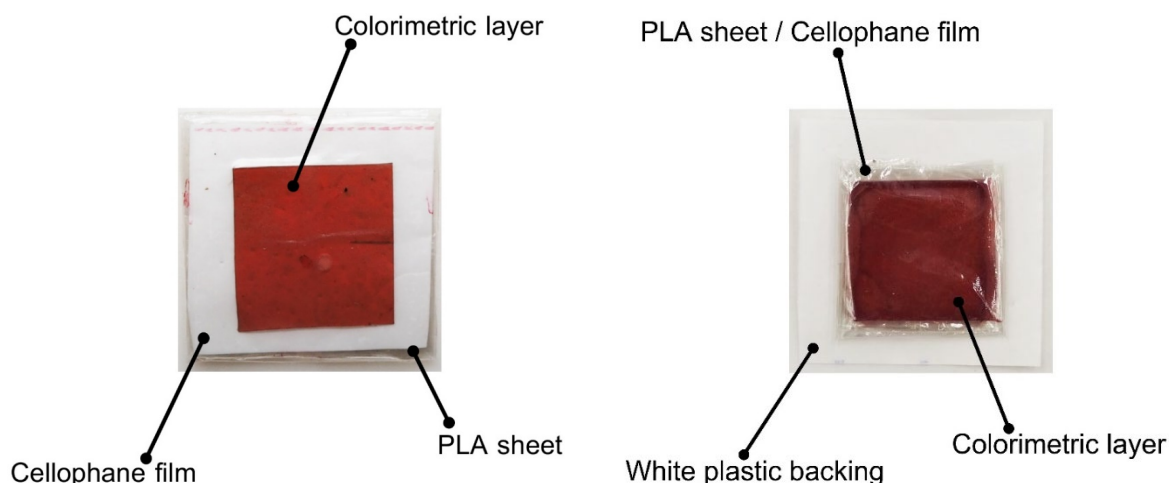 Colorimetric layer
PLA sheet / Cellophane film
PLA sheet
Cellophane film
White plastic backing
Colorimetric layer